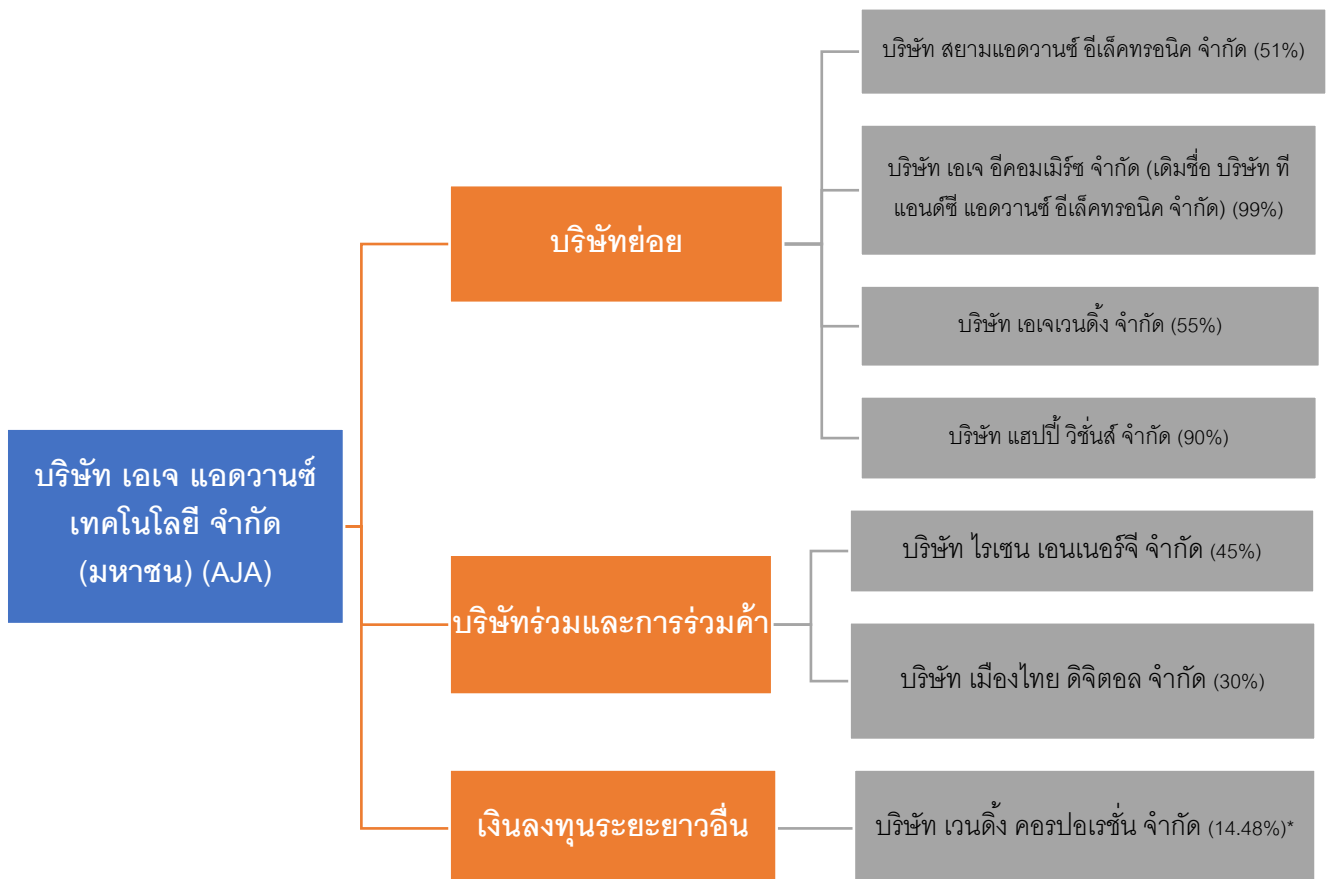 บริษัท เอเจ แอดวานซ์
เทคโนโลยี จำกัด
(มหาชน) (AJA)
บริษัทย่อย
บริษัท สยามแอดวานซ์ อีเล็คทรอนิค จำกัด (51%)
บริษัท เอเจ อีคอมเมิร์ซ จำกัด (เดิมชื่อ บริษัท ที
แอนด์ซี แอดวานซ์ อีเล็คทรอนิค จำกัด) (99%)
บริษัท เอเจเวนดิ้ง จำกัด (55%)
บริษัท แฮปปี้ วิชั่นส์ จำกัด (90%)
บริษัทร่วมและการร่วมค้า
บริษัท ไรเซน เอนเนอร์จี จำกัด (45%)
บริษัท เมืองไทย ดิจิตอล จำกัด (30%)
เงินลงทุนระยะยาวอื่น
บริษัท เวนดิ้ง คอรปอเรชั่น จำกัด (14.48%)*